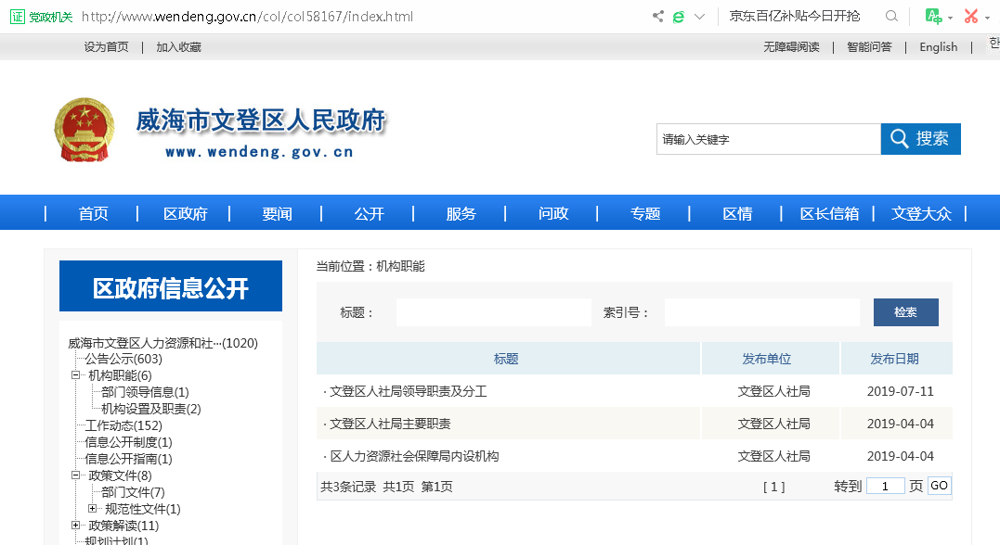 证 党政机关 http://www.wendeng.gov.cn/col/col58167/index.html 京东百亿补贴今日开抢
设为首页 | 加入收藏 无障碍阅读 | 智能问答 | English | 한
威海市文登区人民政府
www.wendeng.gov.cn
请输入关键字 搜索
首页 | 区政府 | 要闻 | 公开 | 服务 | 问政 | 专题 | 区情 | 区长信箱 | 文登大众
区政府信息公开
威海市文登区人力资源和社···(1020)
公告公示(603)
机构职能(6)
部门领导信息(1)
机构设置及职责(2)
工作动态(152)
信息公开制度(1)
信息公开指南(1)
政策文件(8)
部门文件(7)
规范性文件(1)
政策解读(11)
规划计划(1)
当前位置：机构职能
标题： 索引号： 检索
标题 发布单位 发布日期
· 文登区人社局领导职责及分工 文登区人社局 2019-07-11
· 文登区人社局主要职责 文登区人社局 2019-04-04
· 区人力资源社会保障局内设机构 文登区人社局 2019-04-04
共3条记录 共1页 第1页 [ 1 ] 转到 1 页 GO